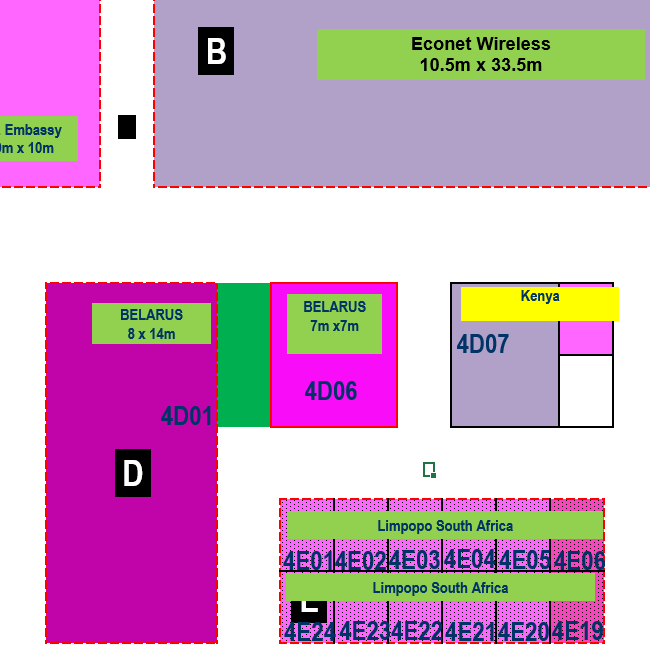 B
Econet Wireless
10.5m x 33.5m
Embassy
m x 10m
BELARUS
8 x 14m
BELARUS
7m x7m
Kenya
4D07
4D06
4D01
D
Limpopo South Africa
4E01 4E02 4E03 4E04 4E05 4E06
Limpopo South Africa
4E24 4E23 4E22 4E21 4E20 4E19